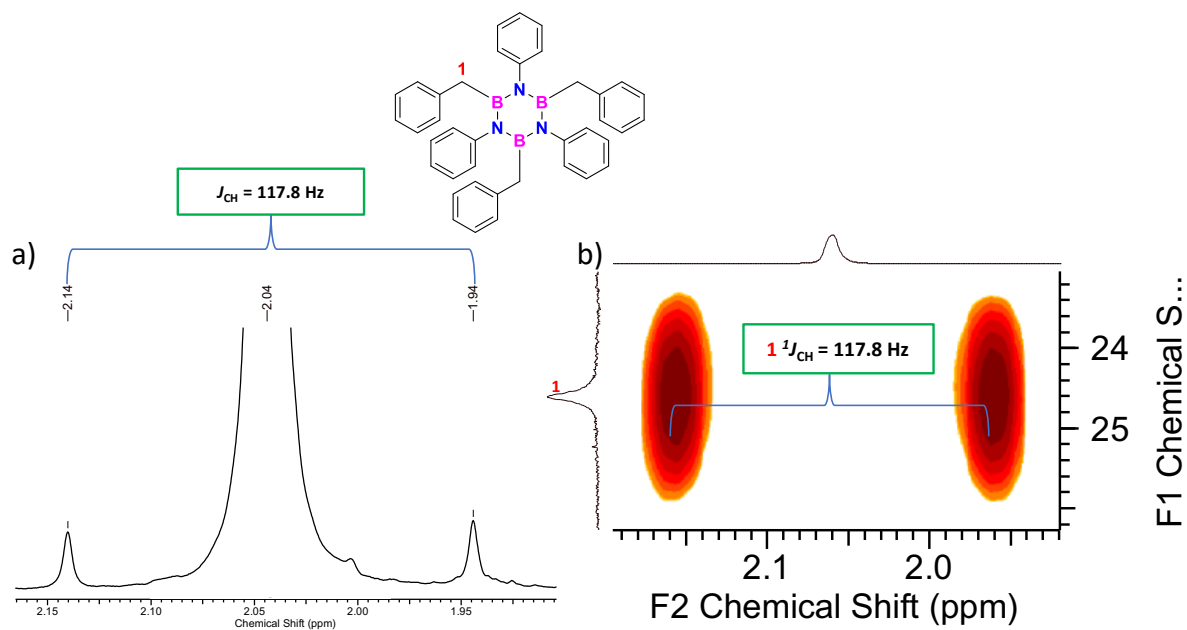 1
N
B
B
N
N
B
J_CH = 117.8 Hz
a)
2.14
2.04
1.94
2.15
2.10
2.05
2.00
1.95
Chemical Shift (ppm)
b)
1
1 ¹J_CH = 117.8 Hz
24
25
F1 Chemical S...
2.1
2.0
F2 Chemical Shift (ppm)